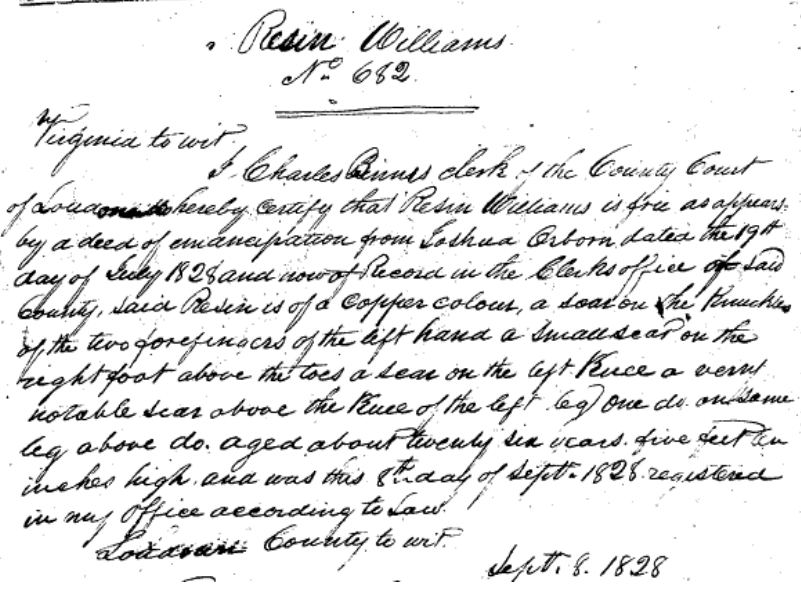 Resin Williams
No. 682
Virginia to wit
I Charles Binns clerk of the County Court
of Loudoun do hereby Certify that Resin Williams is free as appears
by a deed of emancipation from Joshua Osborn dated the 19th
day of July 1828 and now of Record in the Clerks office of said
County, said Resin is of a Copper colour, a scar on the Knuckles
of the two forefingers of the left hand a small scar on the
right foot above the toes a scar on the left Knee a verry
notable scar above the Knee of the left leg one do. on same
leg above do. aged about twenty six years five feet ten
inches high and was this 8th day of Sept. 1828 registered
in my Office according to Law.
Loudoun County to wit.
Sept. 8. 1828